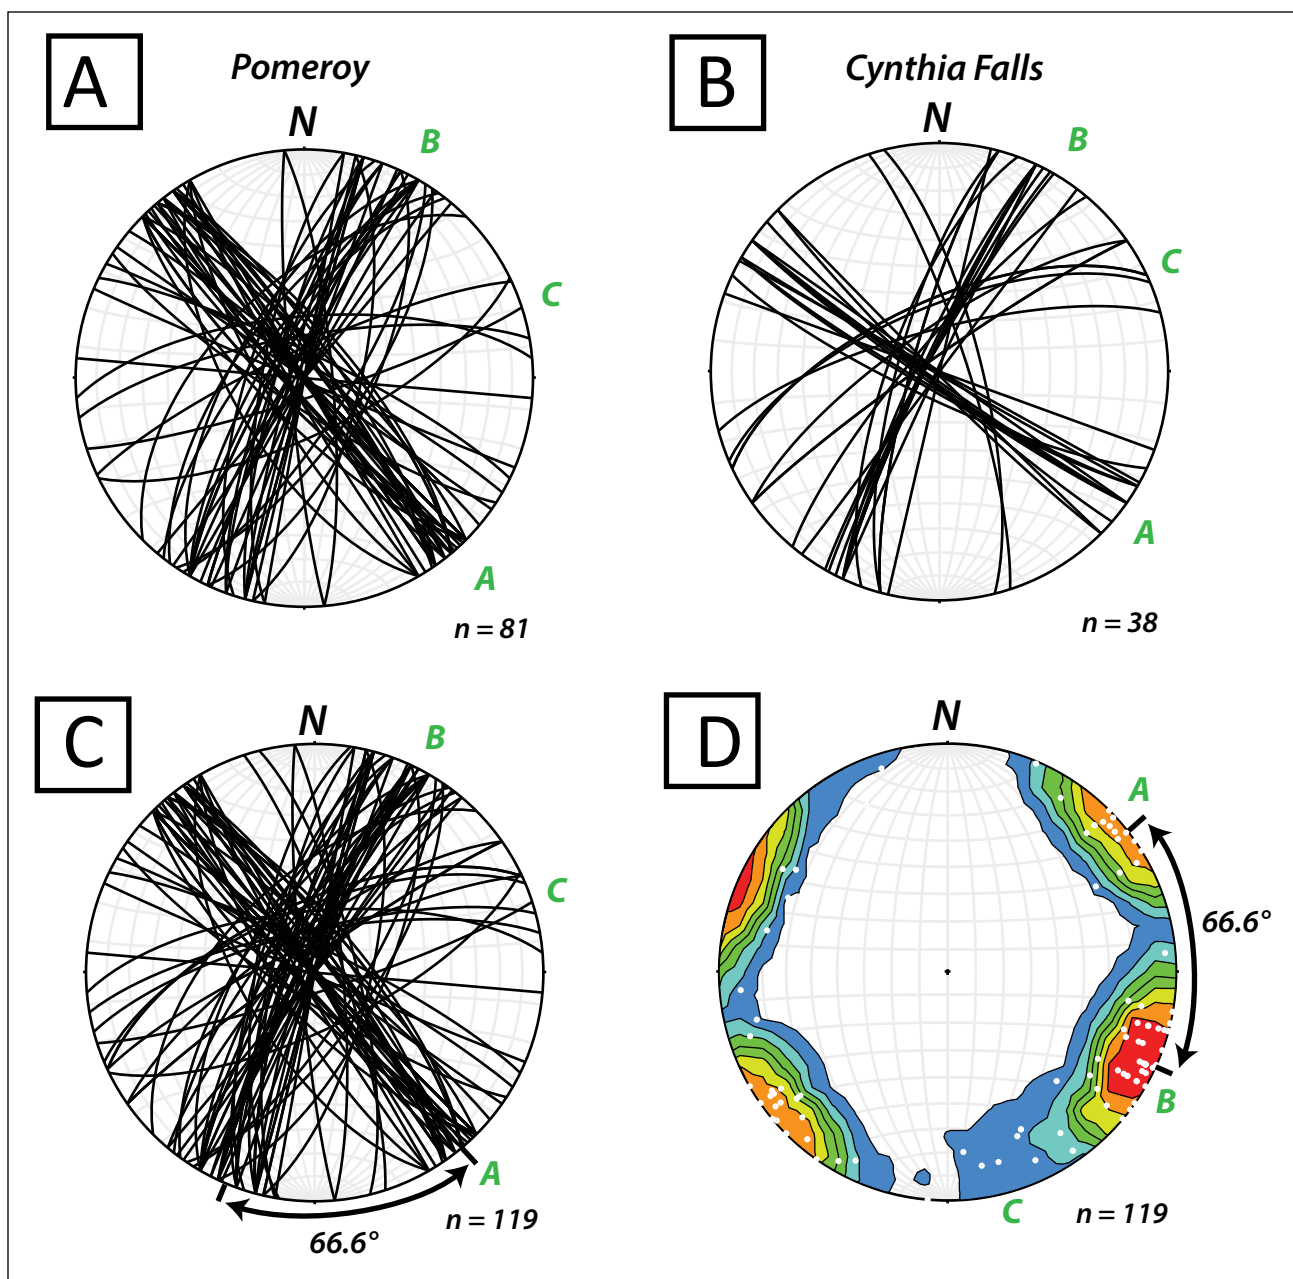 A
Pomeroy
N
B
C
A
n = 81
B
Cynthia Falls
N
B
C
A
n = 38
C
N
B
C
A
66.6°
n = 119
D
N
A
66.6°
B
C
n = 119